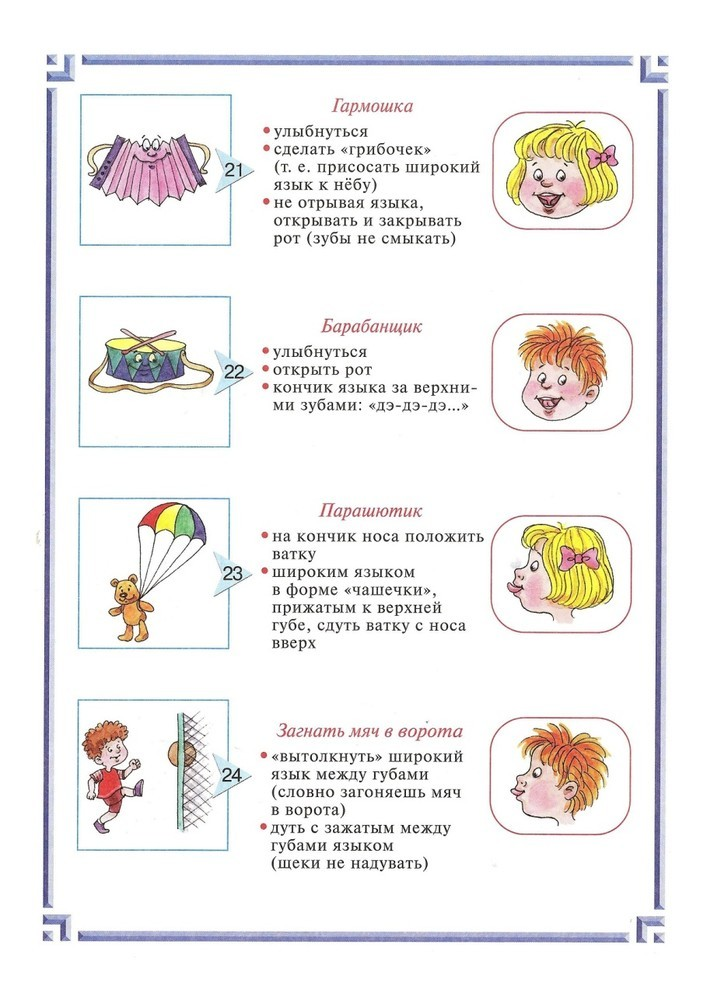 Гармошка
• улыбнуться
• сделать «грибочек»
(т. е. присосать широкий
язык к нёбу)
• не отрывая языка,
открывать и закрывать
рот (зубы не смыкать)
21
Барабанщик
• улыбнуться
• открыть рот
• кончик языка за верхни-
ми зубами: «дэ-дэ-дэ...»
22
Парашютик
• на кончик носа положить
ватку
• широким языком
в форме «чашечки»,
прижатым к верхней
губе, сдуть ватку с носа
вверх
23
Загнать мяч в ворота
• «вытолкнуть» широкий
язык между губами
(словно загоняешь мяч
в ворота)
• дуть с зажатым между
губами языком
(щеки не надувать)
24